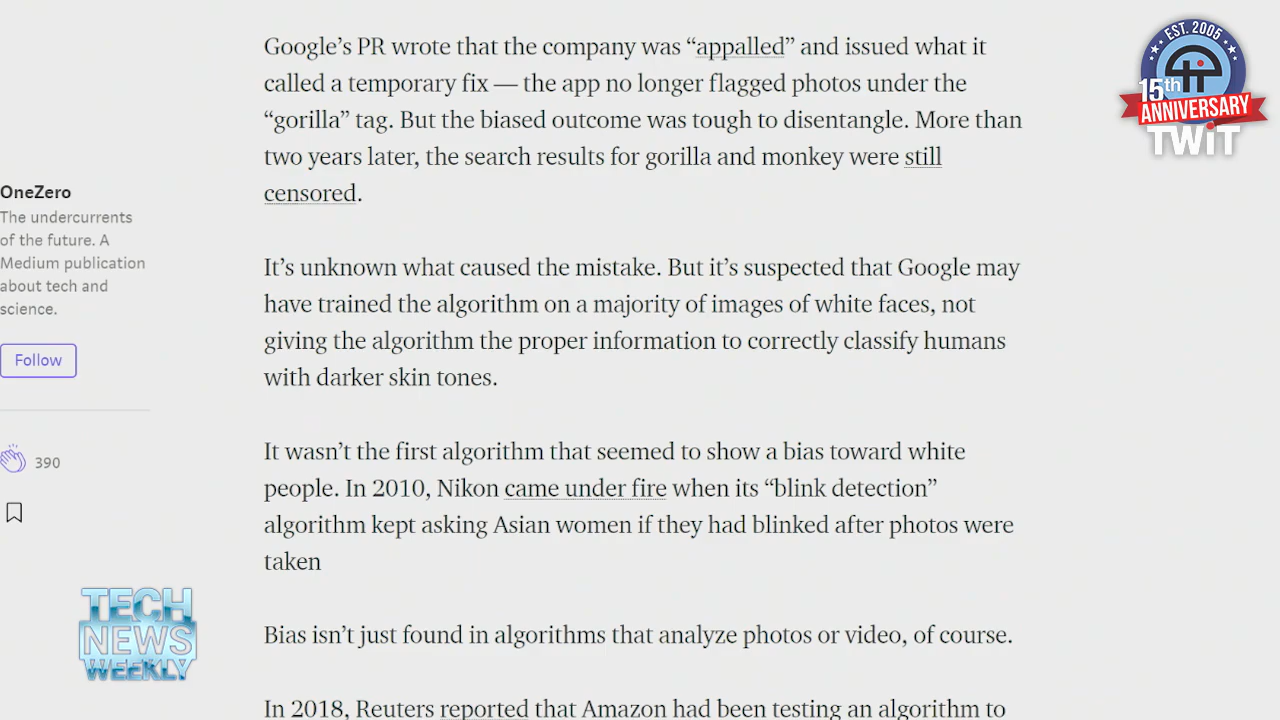 Google’s PR wrote that the company was “appalled” and issued what it
called a temporary fix — the app no longer flagged photos under the
“gorilla” tag. But the biased outcome was tough to disentangle. More than
two years later, the search results for gorilla and monkey were still
censored.
It’s unknown what caused the mistake. But it’s suspected that Google may
have trained the algorithm on a majority of images of white faces, not
giving the algorithm the proper information to correctly classify humans
with darker skin tones.
It wasn’t the first algorithm that seemed to show a bias toward white
people. In 2010, Nikon came under fire when its “blink detection”
algorithm kept asking Asian women if they had blinked after photos were
taken
Bias isn’t just found in algorithms that analyze photos or video, of course.
In 2018, Reuters reported that Amazon had been testing an algorithm to
OneZero
The undercurrents
of the future. A
Medium publication
about tech and
science.
Follow
390
TECH
NEWS
WEEKLY
EST. 2005
15th
ANNIVERSARY
TWiT